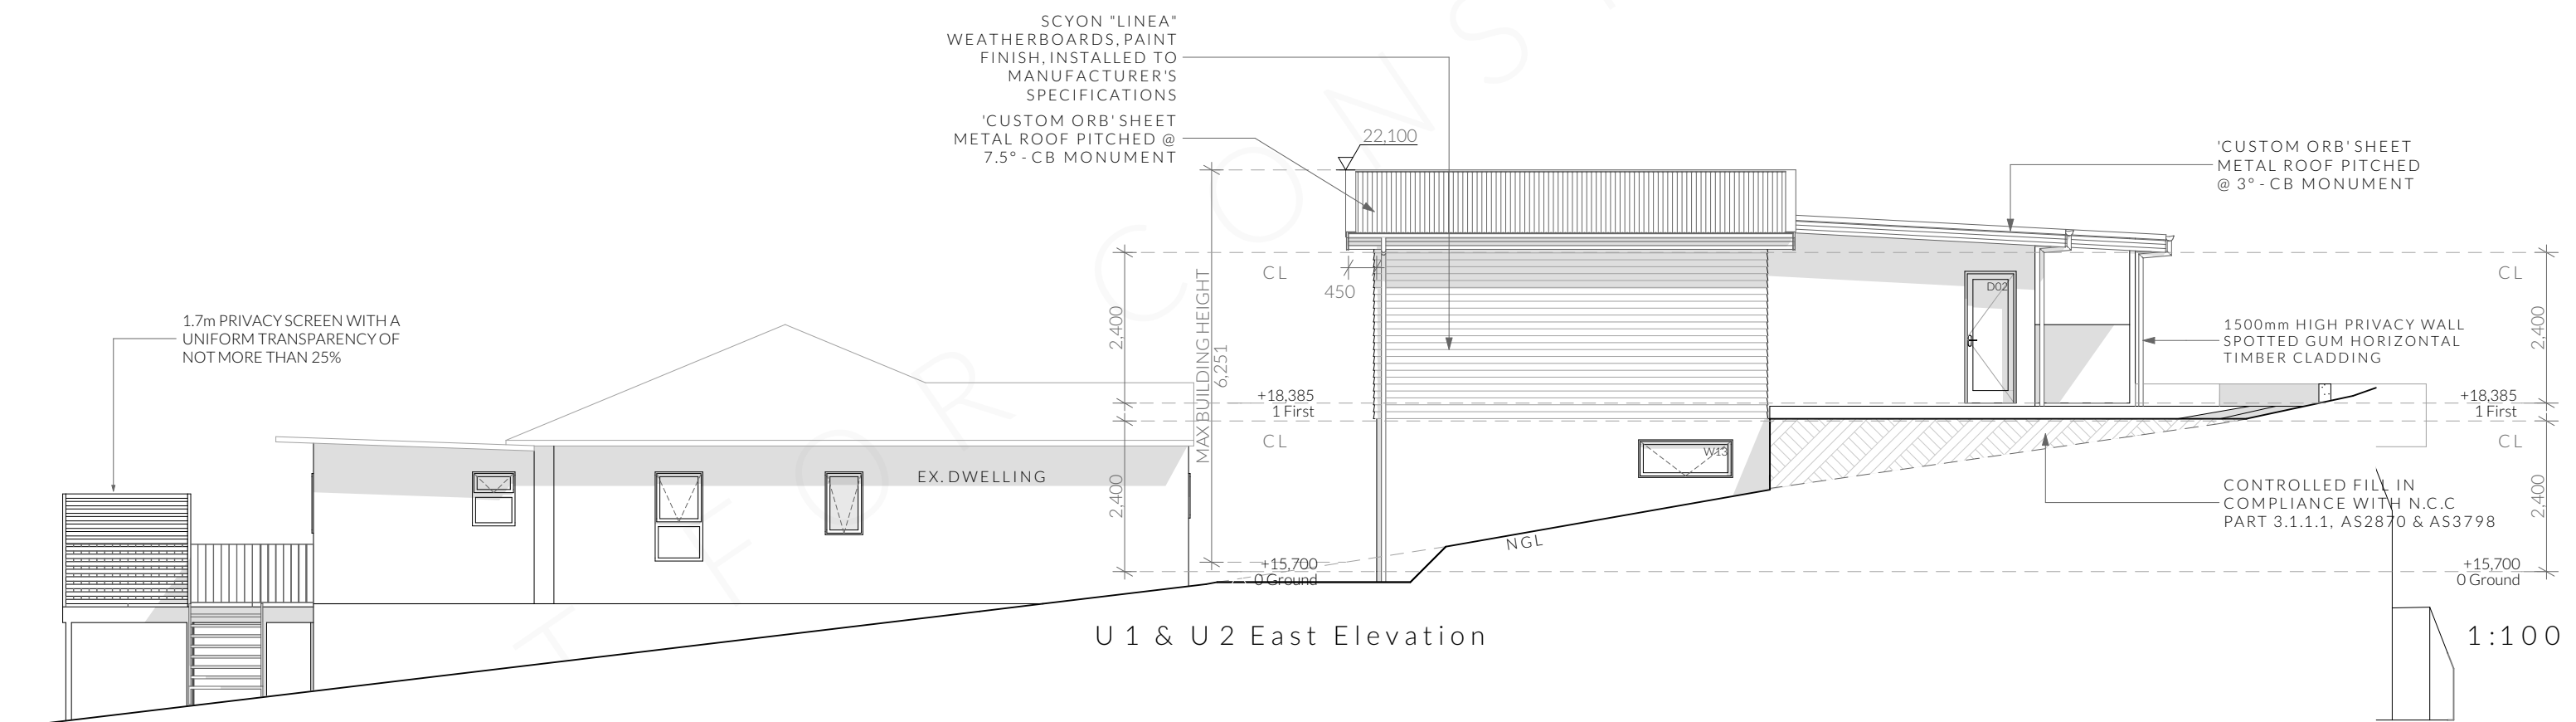 SCYON "LINEA"
WEATHERBOARDS, PAINT
FINISH, INSTALLED TO
MANUFACTURER'S
SPECIFICATIONS
'CUSTOM ORB' SHEET
METAL ROOF PITCHED @
7.5° - CB MONUMENT
22,100
'CUSTOM ORB' SHEET
METAL ROOF PITCHED
@ 3° - CB MONUMENT
CL
450
CL
D02
1.7m PRIVACY SCREEN WITH A
UNIFORM TRANSPARENCY OF
NOT MORE THAN 25%
2,400
MAX BUILDING HEIGHT
6,251
1500mm HIGH PRIVACY WALL
SPOTTED GUM HORIZONTAL
TIMBER CLADDING
2,400
+18,385
1 First
+18,385
1 First
CL
CL
W13
EX. DWELLING
2,400
CONTROLLED FILL IN
COMPLIANCE WITH N.C.C
PART 3.1.1.1, AS2870 & AS3798
2,400
NGL
+15,700
0 Ground
+15,700
0 Ground
U1 & U2 East Elevation
1:100
T FOR CONS